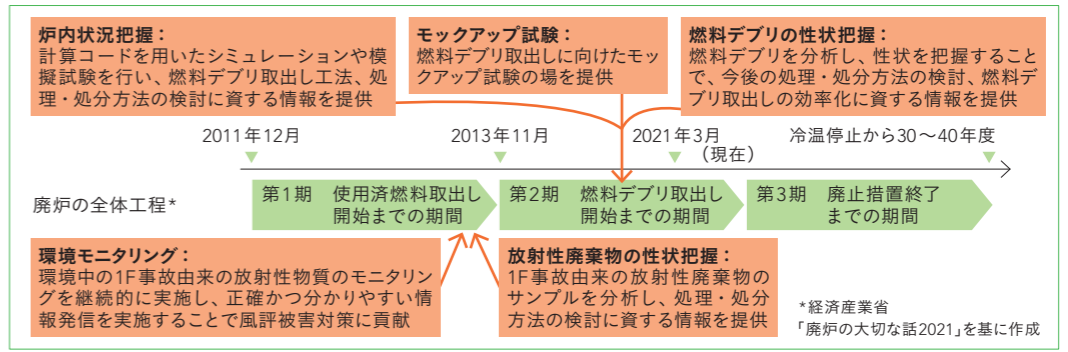 炉内状況把握：
計算コードを用いたシミュレーションや模
擬試験を行い、燃料デブリ取出し工法、処
理・処分方法の検討に資する情報を提供
モックアップ試験：
燃料デブリ取出しに向けたモッ
クアップ試験の場を提供
燃料デブリの性状把握：
燃料デブリを分析し、性状を把握すること
で、今後の処理・処分方法の検討、燃料デ
ブリ取出しの効率化に資する情報を提供
2011年12月
2013年11月
2021年3月
（現在）
冷温停止から30～40年度
廃炉の全体工程*
第1期 使用済燃料取出し
開始までの期間
第2期 燃料デブリ取出し
開始までの期間
第3期 廃止措置終了
までの期間
環境モニタリング：
環境中の1F事故由来の放射性物質のモニタリン
グを継続的に実施し、正確かつ分かりやすい情
報発信を実施することで風評被害対策に貢献
放射性廃棄物の性状把握：
1F事故由来の放射性廃棄物の
サンプルを分析し、処理・処分
方法の検討に資する情報を提供
*経済産業省
「廃炉の大切な話2021」を基に作成